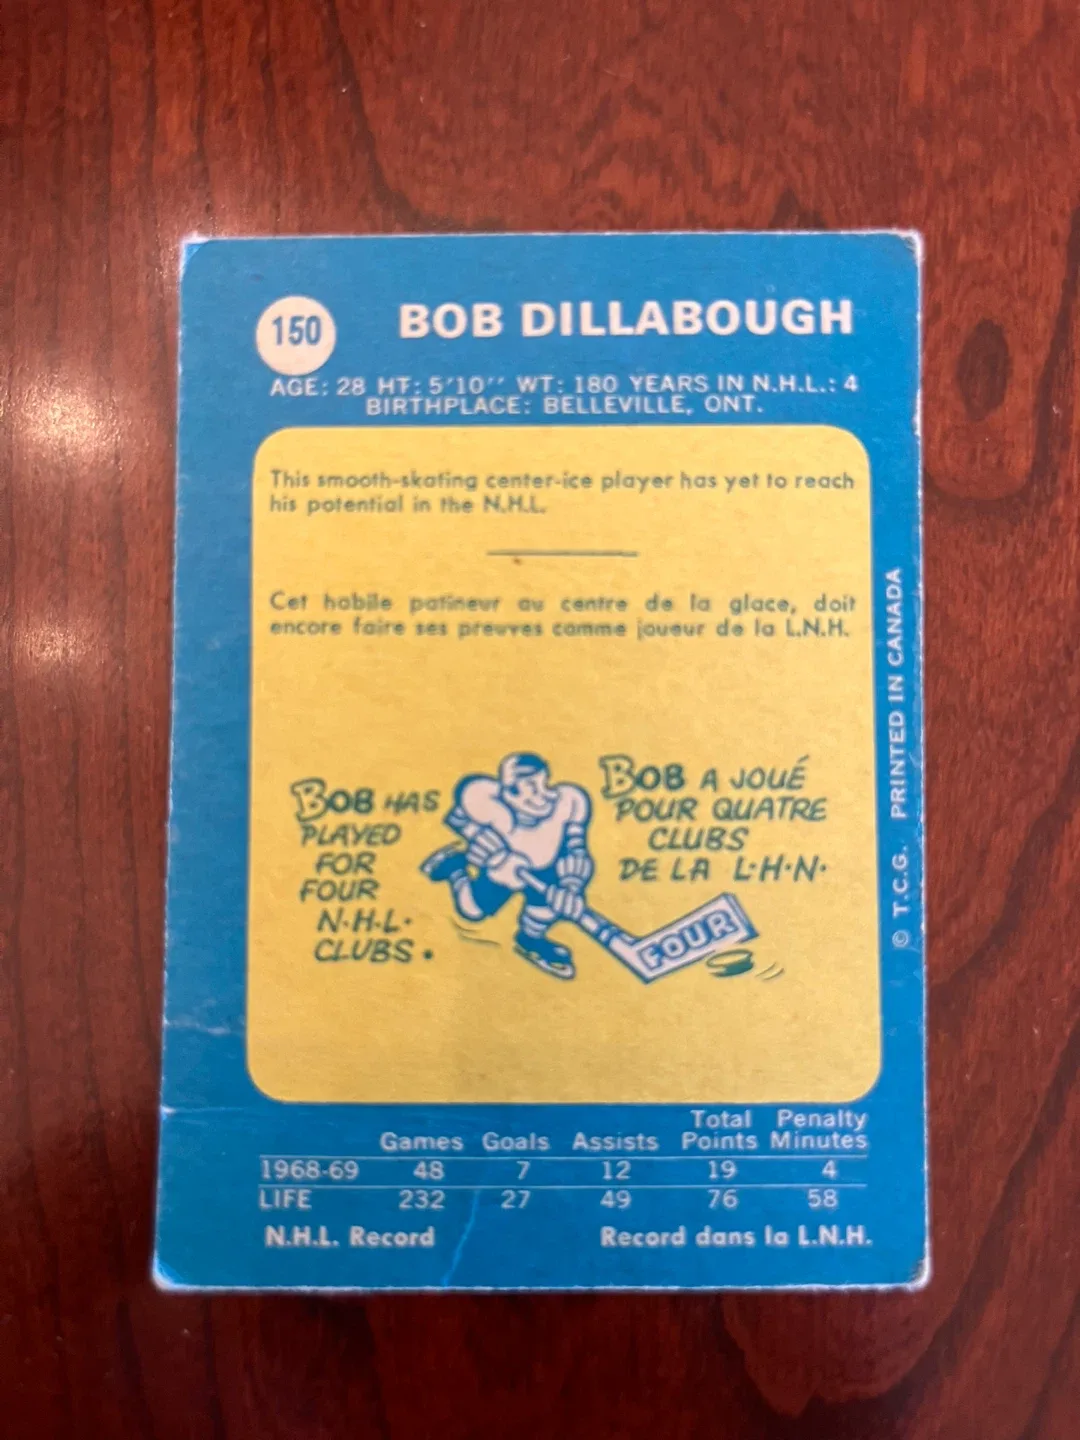 150
BOB DILLABOUGH
AGE: 28 HT: 5'10'' WT: 180 YEARS IN N.H.L.: 4
BIRTHPLACE: BELLEVILLE, ONT.
This smooth-skating center-ice player has yet to reach
his potential in the N.H.L.
Cet habile patineur au centre de la glace, doit
encore faire ses preuves comme joueur de la L.N.H.
BOB HAS
PLAYED
FOR
FOUR
N·H·L·
CLUBS.
BOB A JOUÉ
POUR QUATRE
CLUBS
DE LA L·H·N·
FOUR
© T.C.G. PRINTED IN CANADA
Games Goals Assists Total Points Penalty Minutes
1968-69 48 7 12 19 4
LIFE 232 27 49 76 58
N.H.L. Record Record dans la L.N.H.